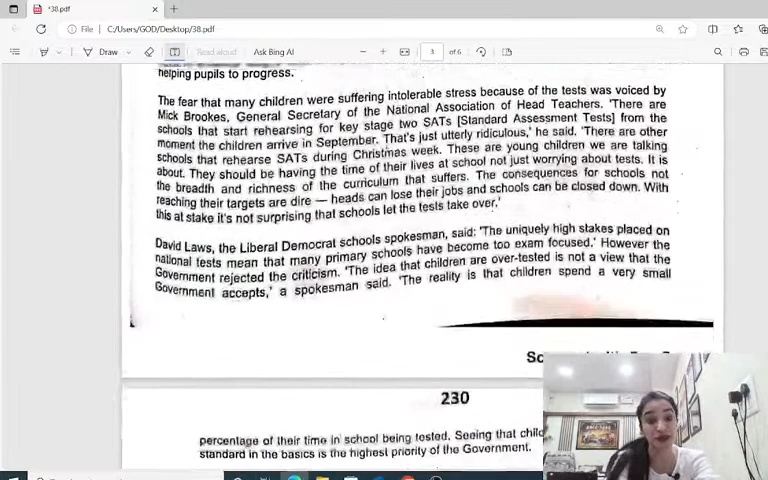 *38.pdf
File C:/Users/GOD/Desktop/38.pdf
Draw Read aloud Ask Bing AI 3 of 6
helping pupils to progress.
The fear that many children were suffering intolerable stress because of the tests was voiced by
Mick Brookes, General Secretary of the National Association of Head Teachers. 'There are
schools that start rehearsing for key stage two SATs [Standard Assessment Tests] from the
moment the children arrive in September. That's just utterly ridiculous,' he said. 'There are other
schools that rehearse SATs during Christmas week. These are young children we are talking
about. They should be having the time of their lives at school not just worrying about tests. It is
the breadth and richness of the curriculum that suffers. The consequences for schools not
reaching their targets are dire — heads can lose their jobs and schools can be closed down. With
this at stake it's not surprising that schools let the tests take over.'
David Laws, the Liberal Democrat schools spokesman, said: 'The uniquely high stakes placed on
national tests mean that many primary schools have become too exam focused.' However the
Government rejected the criticism. 'The idea that children are over-tested is not a view that the
Government accepts,' a spokesman said. 'The reality is that children spend a very small
230
percentage of their time in school being tested. Seeing that
standard in the basics is the highest priority of the Government.